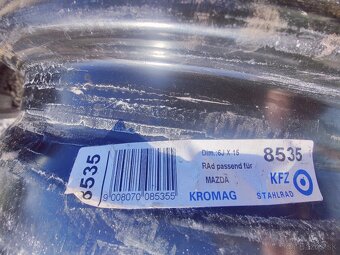 8535
9 008070 085355
Dim.:6J X 15
8535
RAd passend für
MAZDA
KFZ
KROMAG
STAHLRAD